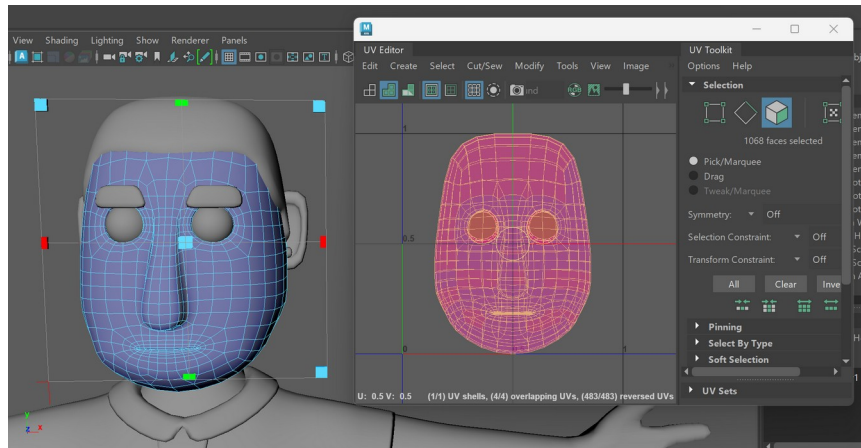 View Shading Lighting Show Renderer Panels
UV Editor
Edit Create Select Cut/Sew Modify Tools View Image
1
0.5
0
1
U: 0.5 V: 0.5 (1/1) UV shells, (4/4) overlapping UVs, (483/483) reversed UVs
UV Toolkit
Options Help
Selection
1068 faces selected
Pick/Marquee
Drag
Tweak/Marquee
Symmetry: Off
Selection Constraint: Off
Transform Constraint: Off
All Clear Inve
Pinning
Select By Type
Soft Selection
UV Sets
y
z x